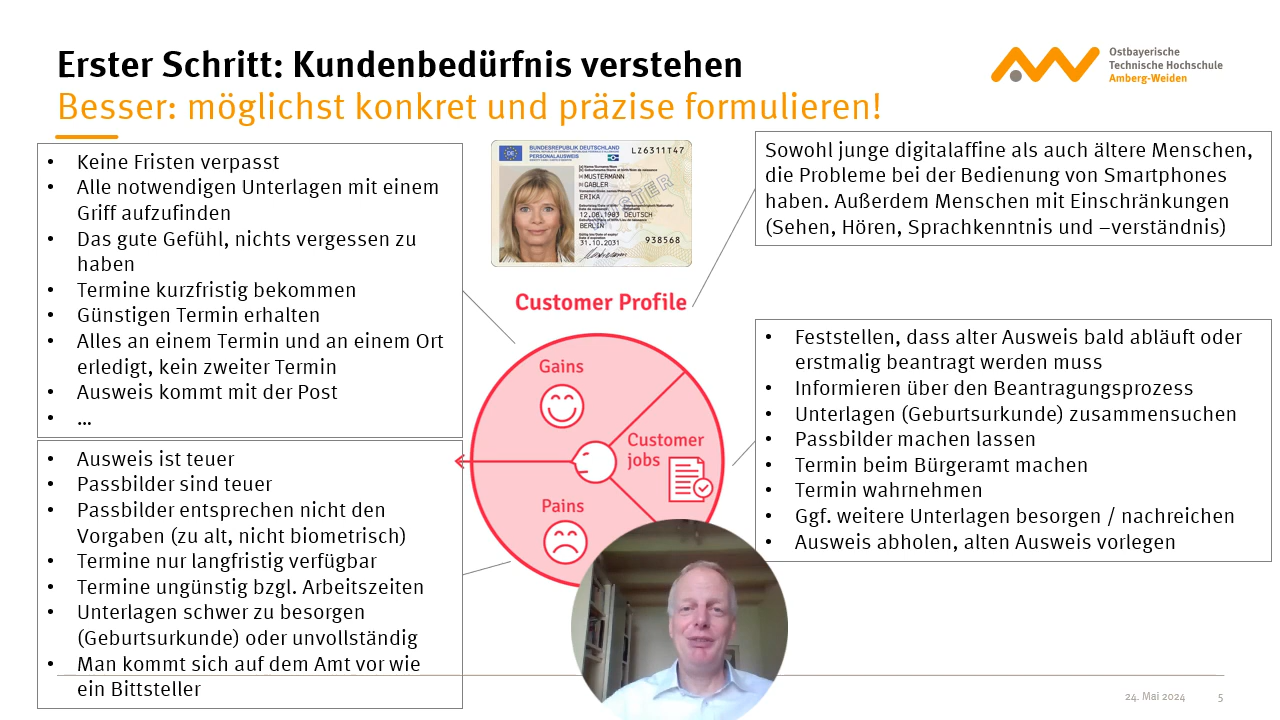 Erster Schritt: Kundenbedürfnis verstehen
Besser: möglichst konkret und präzise formulieren!
Ostbayerische
Technische Hochschule
Amberg-Weiden
• Keine Fristen verpasst
• Alle notwendigen Unterlagen mit einem
Griff aufzufinden
• Das gute Gefühl, nichts vergessen zu
haben
• Termine kurzfristig bekommen
• Günstigen Termin erhalten
• Alles an einem Termin und an einem Ort
erledigt, kein zweiter Termin
• Ausweis kommt mit der Post
• ...
• Ausweis ist teuer
• Passbilder sind teuer
• Passbilder entsprechen nicht den
Vorgaben (zu alt, nicht biometrisch)
• Termine nur langfristig verfügbar
• Termine ungünstig bzgl. Arbeitszeiten
• Unterlagen schwer zu besorgen
(Geburtsurkunde) oder unvollständig
• Man kommt sich auf dem Amt vor wie
ein Bittsteller
BUNDESREPUBLIK DEUTSCHLAND
PERSONALAUSWEIS
LZ6311T47
MUSTERMANN
GABLER
ERIKA
12.08.1983 DEUTSCH
BERLIN
31.10.2031
938568
Customer Profile
Gains
Customer
jobs
Pains
Sowohl junge digitalaffine als auch ältere Menschen,
die Probleme bei der Bedienung von Smartphones
haben. Außerdem Menschen mit Einschränkungen
(Sehen, Hören, Sprachkenntnis und –verständnis)
• Feststellen, dass alter Ausweis bald abläuft oder
erstmalig beantragt werden muss
• Informieren über den Beantragungsprozess
• Unterlagen (Geburtsurkunde) zusammensuchen
• Passbilder machen lassen
• Termin beim Bürgeramt machen
• Termin wahrnehmen
• Ggf. weitere Unterlagen besorgen / nachreichen
• Ausweis abholen, alten Ausweis vorlegen
24. Mai 2024
5